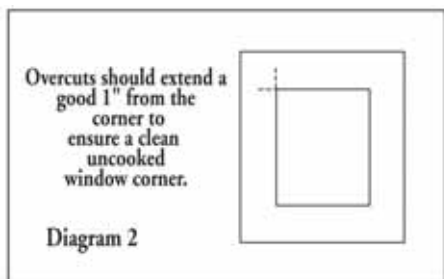 Overcuts should extend a
good 1" from the
corner to
ensure a clean
uncooked
window corner.
Diagram 2